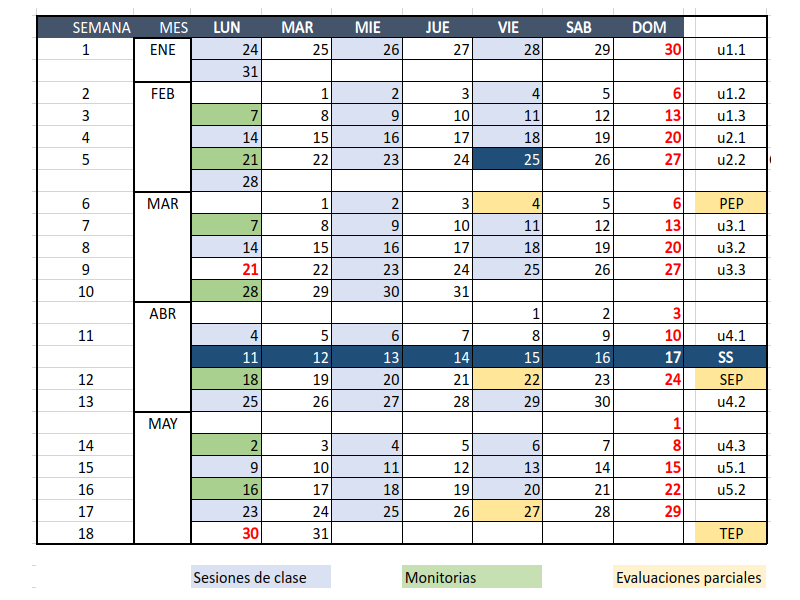 SEMANA MES LUN MAR MIE JUE VIE SAB DOM
1 ENE 24 25 26 27 28 29 30 u1.1
31
2 FEB 1 2 3 4 5 6 u1.2
3 7 8 9 10 11 12 13 u1.3
4 14 15 16 17 18 19 20 u2.1
5 21 22 23 24 25 26 27 u2.2
28
6 MAR 1 2 3 4 5 6 PEP
7 7 8 9 10 11 12 13 u3.1
8 14 15 16 17 18 19 20 u3.2
9 21 22 23 24 25 26 27 u3.3
10 28 29 30 31
ABR 1 2 3
11 4 5 6 7 8 9 10 u4.1
11 12 13 14 15 16 17 SS
12 18 19 20 21 22 23 24 SEP
13 25 26 27 28 29 30 u4.2
MAY 1
14 2 3 4 5 6 7 8 u4.3
15 9 10 11 12 13 14 15 u5.1
16 16 17 18 19 20 21 22 u5.2
17 23 24 25 26 27 28 29
18 30 31 TEP
Sesiones de clase Monitorias Evaluaciones parciales